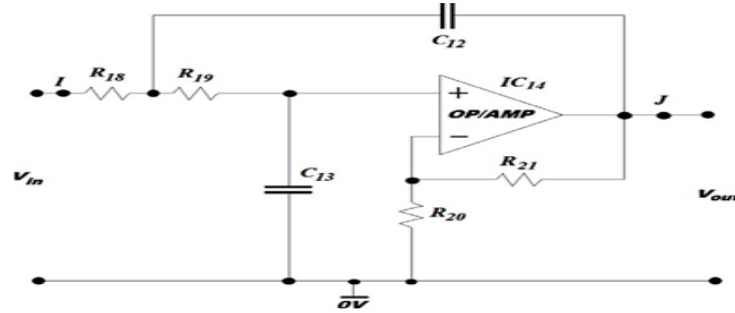 C12
I
R18
R19
IC14
+
OP/AMP
J
−
R21
Vin
C13
R20
Vout
0V